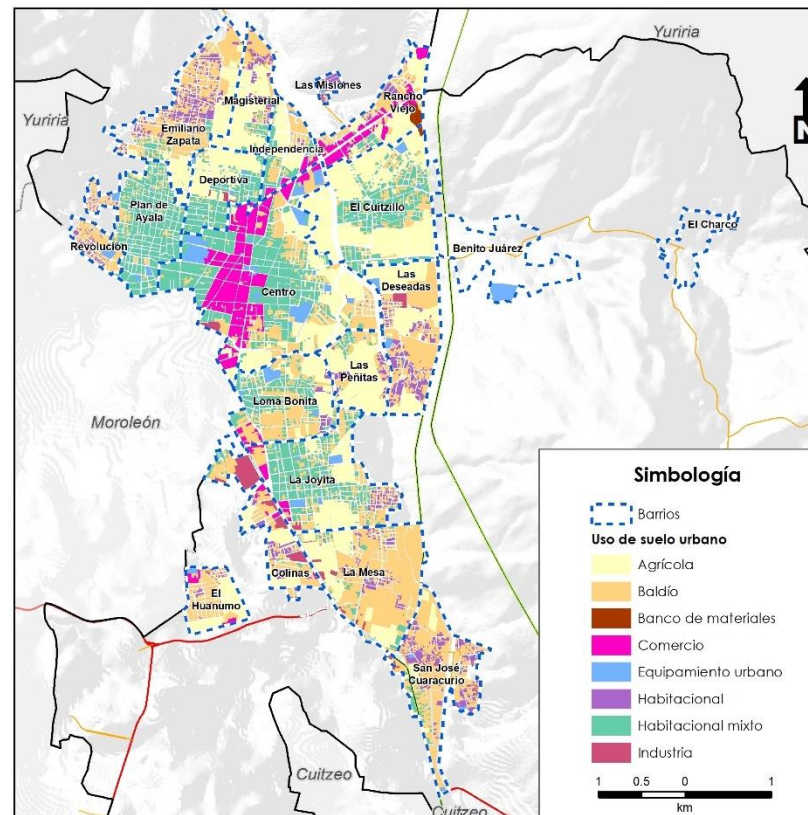 Yuriria
Las Misiones
Magisterial
Rancho
Viejo
Yuriria
Emiliano
Zapata
Independencia
N
Deportiva
Plan de
Ayala
El Cuitzillo
El Charco
Revolución
Benito Juárez
Las
Deseadas
Centro
Las
Peñitas
Loma Bonita
Moroleón
La Joyita
Colinas
La Mesa
El
Huanumo
San José
Cuaracurio
Cuitzeo
Cuitzeo
Simbología
Barrios
Uso de suelo urbano
Agrícola
Baldío
Banco de materiales
Comercio
Equipamiento urbano
Habitacional
Habitacional mixto
Industria
1 0.5 0 1
km